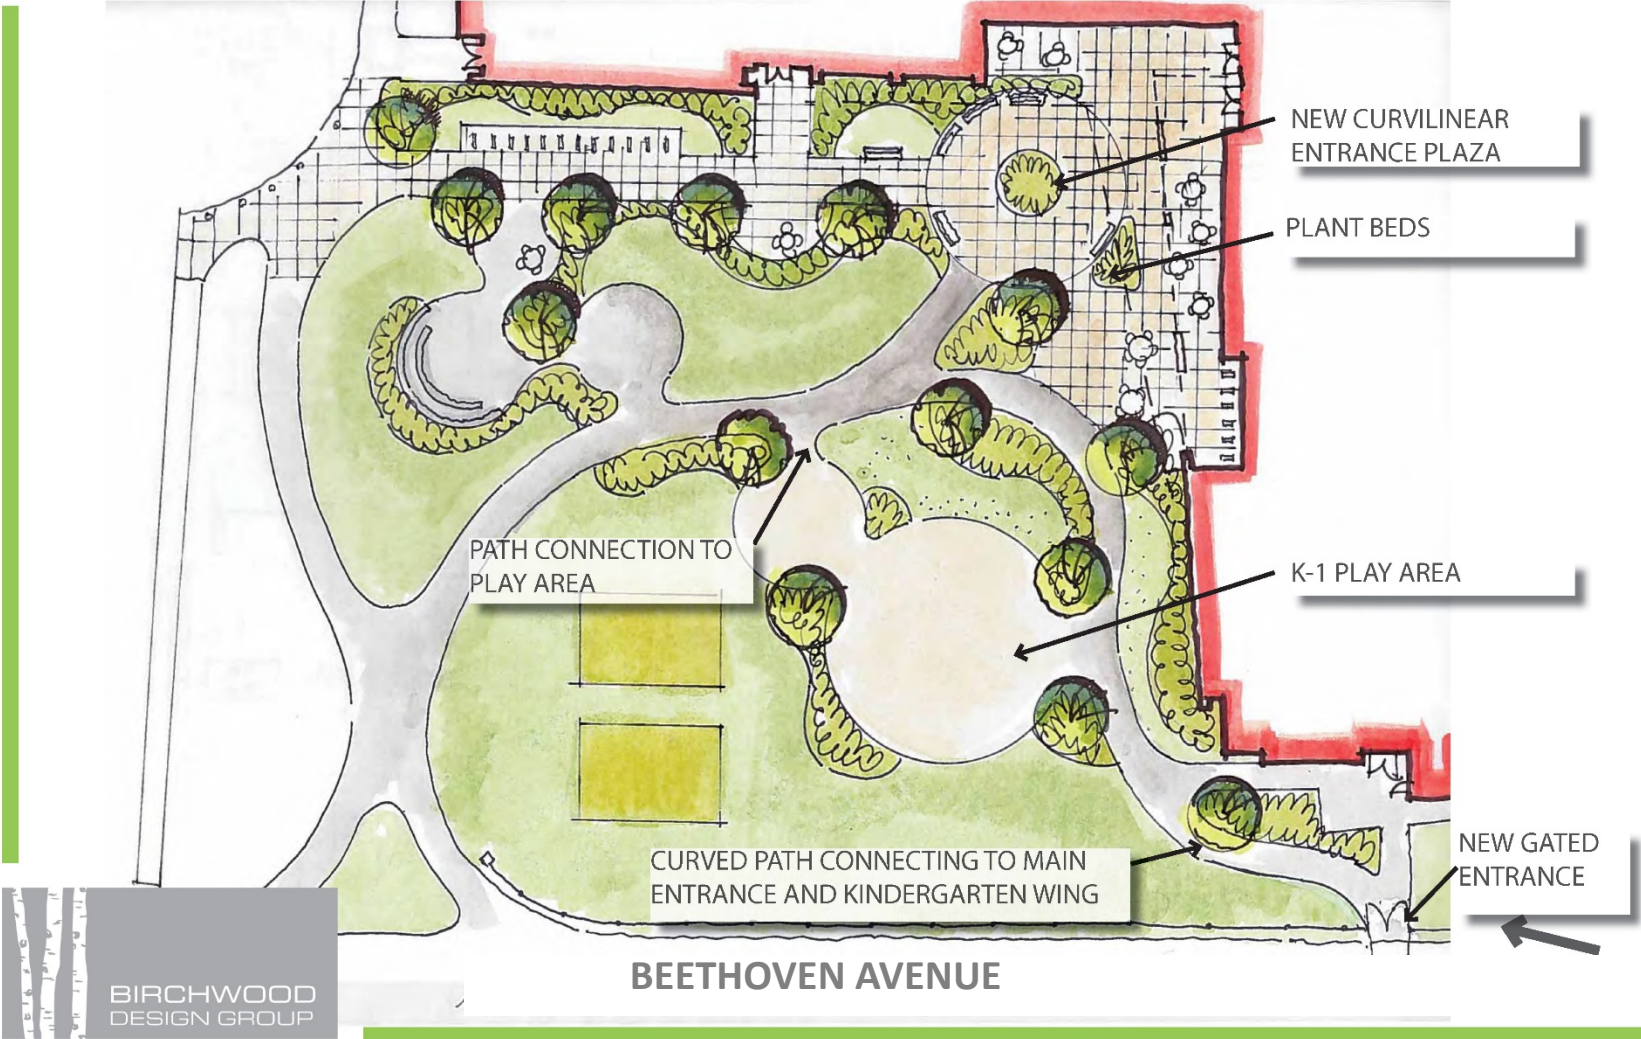 NEW CURVILINEAR
ENTRANCE PLAZA
PLANT BEDS
PATH CONNECTION TO
PLAY AREA
K-1 PLAY AREA
CURVED PATH CONNECTING TO MAIN
ENTRANCE AND KINDERGARTEN WING
NEW GATED
ENTRANCE
BEETHOVEN AVENUE
BIRCHWOOD
DESIGN GROUP